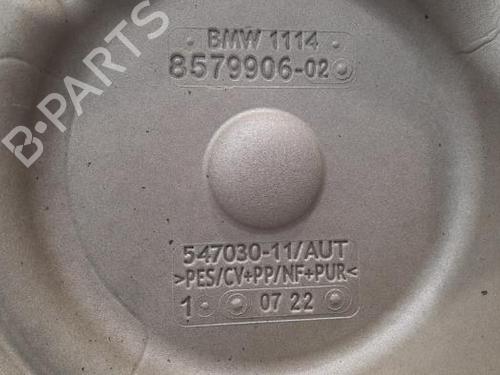 BMW 1114
8579906-02
547030-11/AUT
>PES/CV+PP/NF+PUR<
1 07 22
B-PARTS